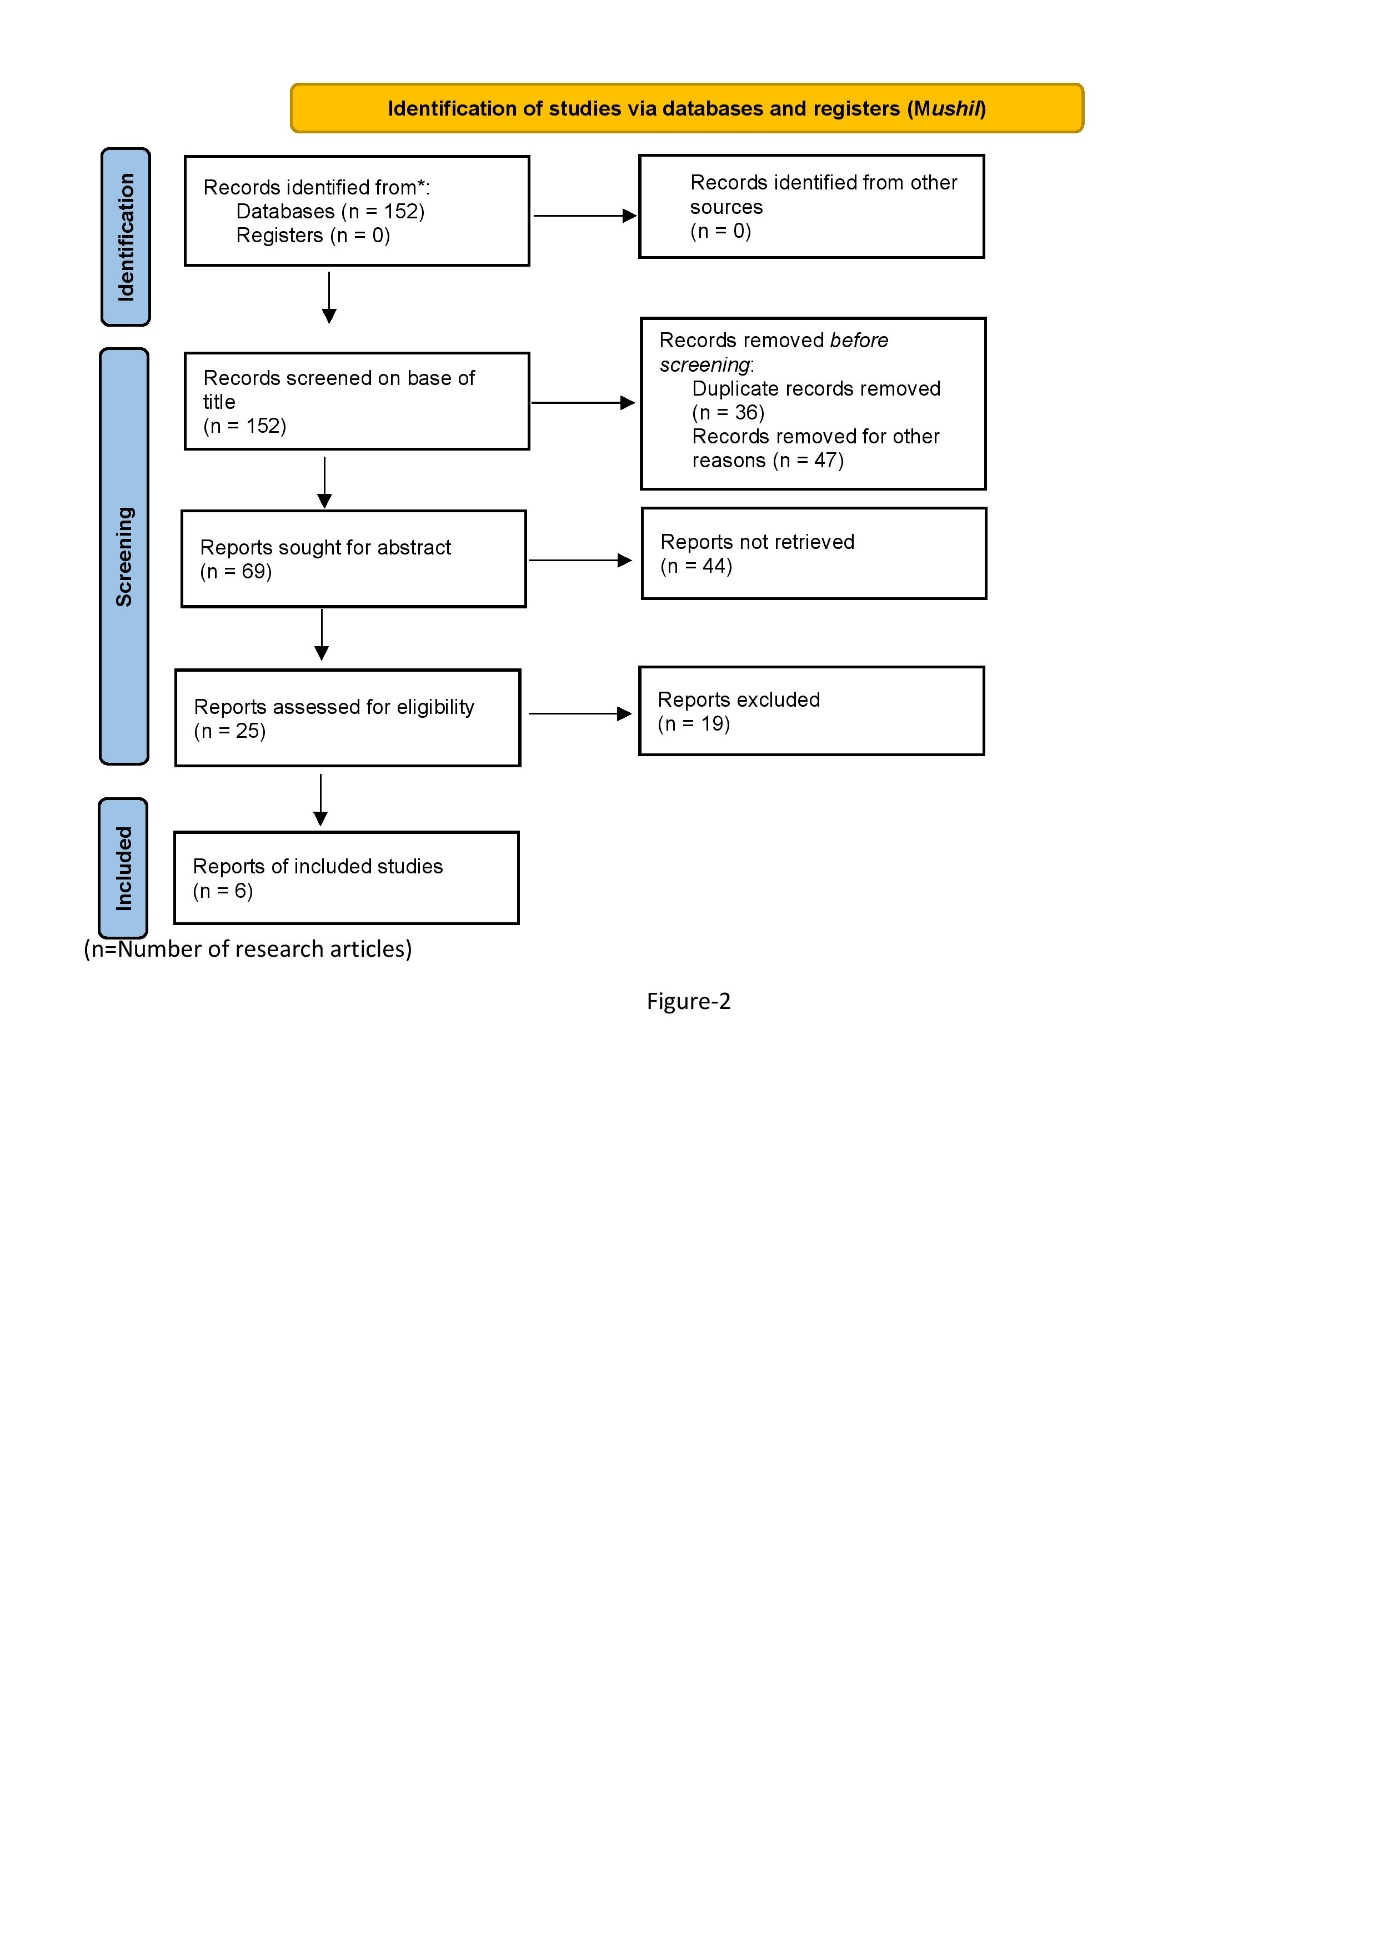 Identification of studies via databases and registers (Mushil)
Identification
Records identified from*:
Databases (n = 152)
Registers (n = 0)
Records identified from other
sources
(n = 0)
Screening
Records screened on base of
title
(n = 152)
Records removed before
screening:
Duplicate records removed
(n = 36)
Records removed for other
reasons (n = 47)
Reports sought for abstract
(n = 69)
Reports not retrieved
(n = 44)
Reports assessed for eligibility
(n = 25)
Reports excluded
(n = 19)
Included
Reports of included studies
(n = 6)
(n=Number of research articles)
Figure-2